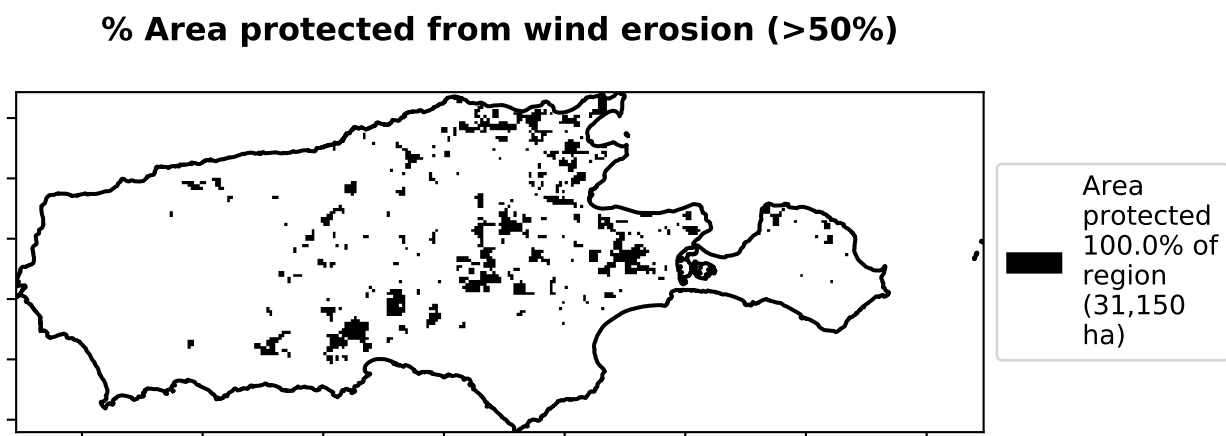 % Area protected from wind erosion (>50%)
Area
protected
100.0% of
region
(31,150
ha)